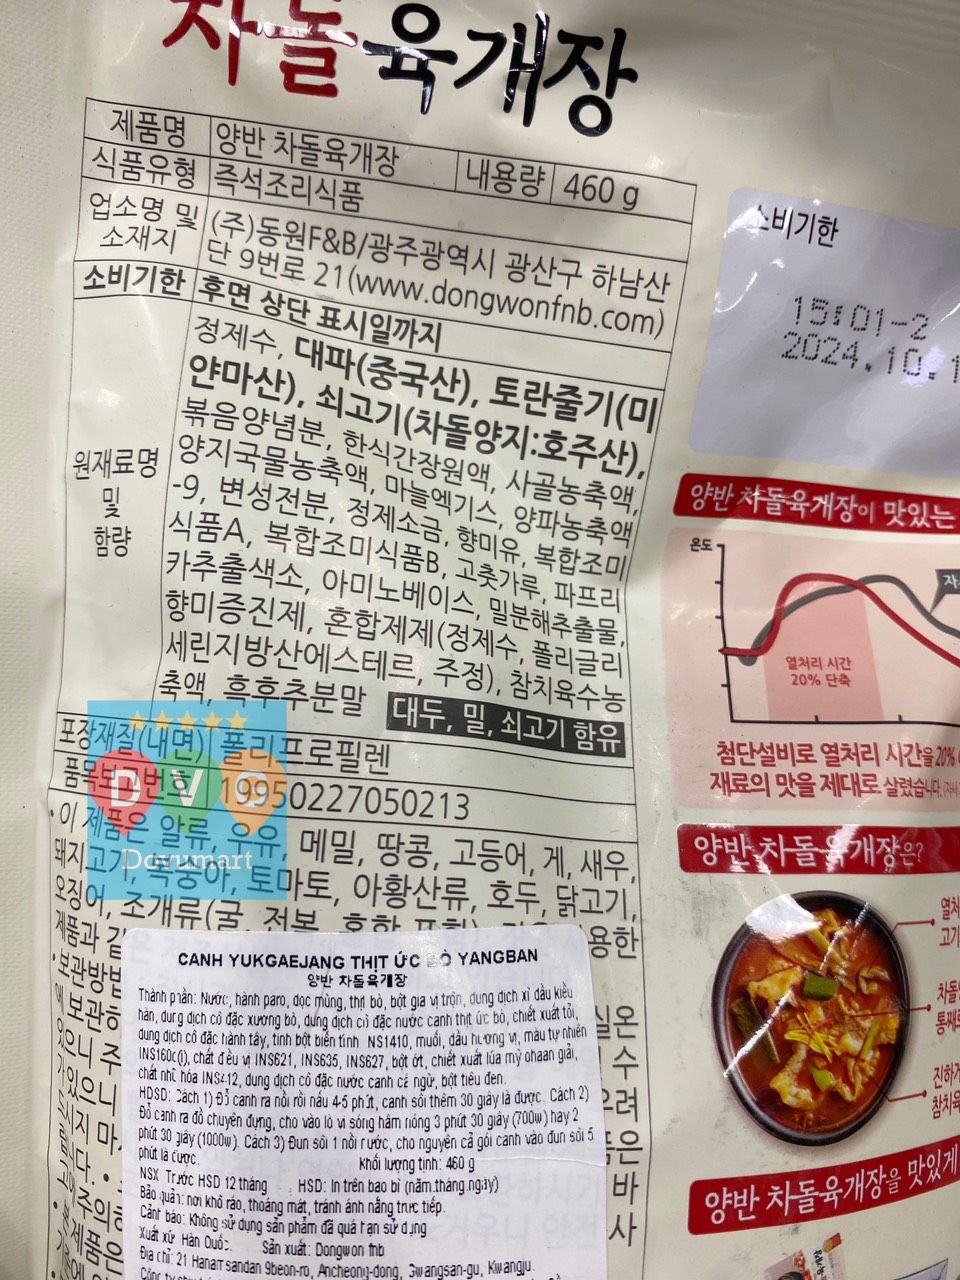 차돌육개장
제품명 양반 차돌육개장 내용량 460 g
식품유형 즉석조리식품
업소명 및 소재지 (주)동원F&B/광주광역시 광산구 하남산
단 9번로 21(www.dongwonfnb.com)
소비기한 후면 상단 표시일까지
원재료명 및 함량
정제수, 대파(중국산), 토란줄기(미
얀마산), 쇠고기(차돌양지:호주산),
볶음양념분, 한식간장원액, 사골농축액,
양지국물농축액, 마늘엑기스, 양파농축액
-9, 변성전분, 정제소금, 향미유, 복합조미
식품A, 복합조미식품B, 고춧가루, 파프리
카추출색소, 아미노베이스, 밀분해추출물,
향미증진제, 혼합제제(정제수, 폴리글리
세린지방산에스테르, 주정), 참치육수농
축액, 흑후추분말 대두, 밀, 쇠고기 함유
포장재질(내면) 폴리프로필렌
품목보고번호 19950227050213
• 이 제품은 알류, 우유, 메밀, 땅콩, 고등어, 게, 새우,
돼지고기, 복숭아, 토마토, 아황산류, 호두, 닭고기,
오징어, 조개류(굴, 전복, 홍합 포함)
제품과 같은
• 보관방법
DV9
Dovumart
CANH YUKGAEJANG THỊT ỨC BÒ YANGBAN
양반 차돌육개장
Thành phần: Nước, hành paro, dọc mùng, thịt bò, bột gia vị trộn, dung dịch xì dầu kiểu
hàn, dung dịch cô đặc xương bò, dung dịch cô đặc nước canh thịt ức bò, chiết xuất tỏi,
dung dịch cô đặc hành tây, tinh bột biến tính NS1410, muối, dầu hương vị, màu tự nhiên
INS160c(i), chất điều vị INS621, INS635, INS627, bột ớt, chiết xuất lúa mỳ phân giải,
chất nhũ hóa INS412, dung dịch cô đặc nước canh cá ngừ, bột tiêu đen.
HDSD: Cách 1) Đổ canh ra nồi rồi nấu 4-5 phút, canh sôi thêm 30 giây là được. Cách 2)
Đổ canh ra đồ chuyên dụng, cho vào lò vi sóng hâm nóng 3 phút 30 giây (700w) hay 2
phút 30 giây (1000w). Cách 3) Đun sôi 1 nồi nước, cho nguyên cả gói canh vào đun sôi 5
phút là được. Khối lượng tịnh: 460 g
NSX Trước HSD 12 tháng HSD: In trên bao bì (năm.tháng.ngày)
Bảo quản: nơi khô ráo, thoáng mát, tránh ánh nắng trực tiếp.
Cảnh báo: Không sử dụng sản phẩm đã quá hạn sử dụng
Xuất xứ Hàn Quốc. Sản xuất: Dongwon fnb
Địa chỉ: 21 Hanam sandan 9beon-ro, Ancheong-dong, Gwangsan-gu, Kwangju.
소비기한
15:01-2
2024.10.1
양반 차돌육개장이 맛있는
온도
열처리 시간
20% 단축
첨단설비로 열처리 시간을 20%
재료의 맛을 제대로 살렸습니다.
양반 차돌육개장은?
열처
고기
차돌
통째로
진하게
참치육
양반 차돌육개장을 맛있게